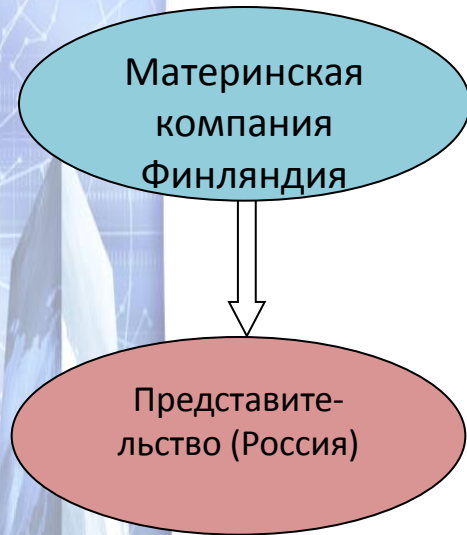 Материнская
компания
Финляндия
Представите-
льство (Россия)